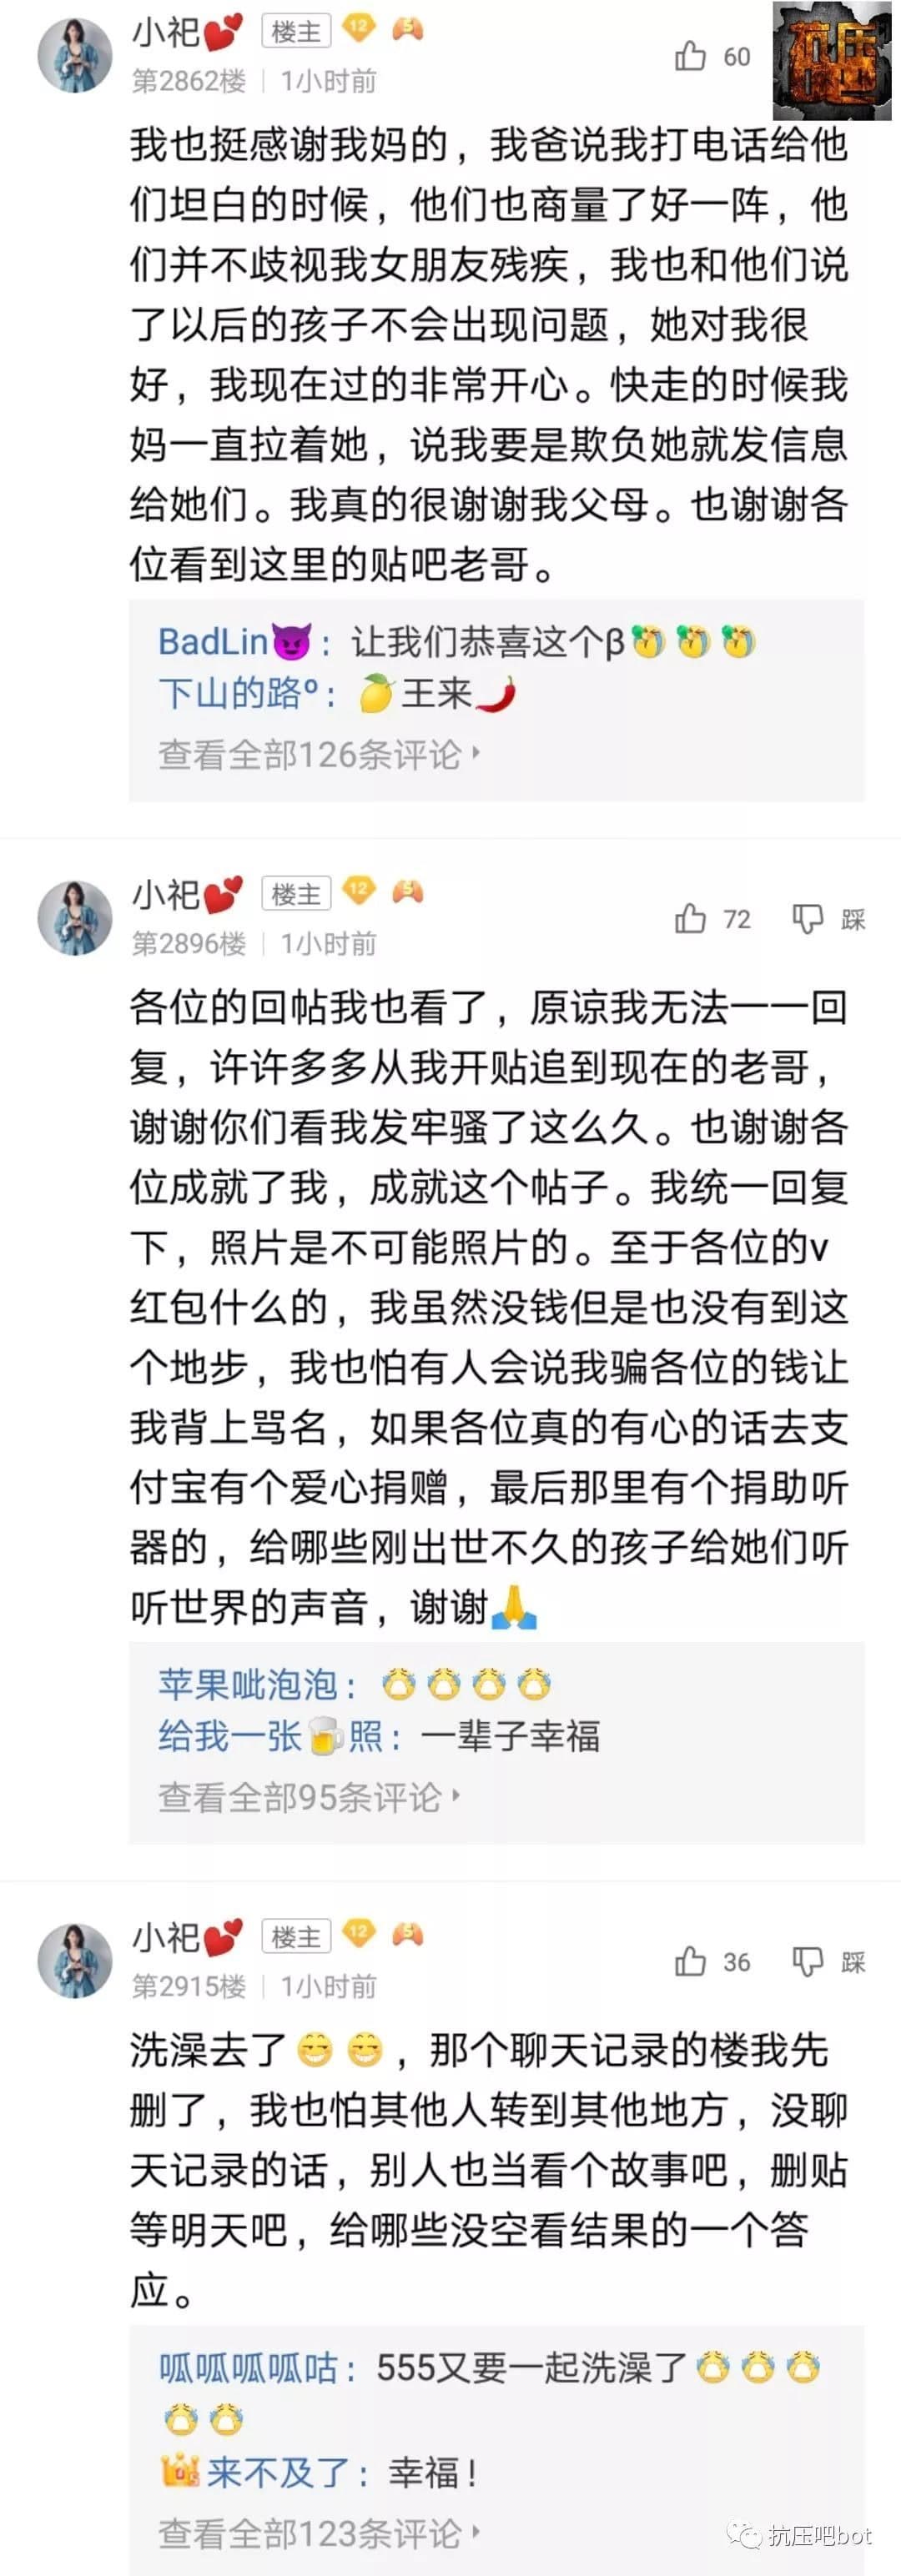 小祀💕 楼主 12 5
第2862楼 | 1小时前
60
抗压吧
我也挺感谢我妈的，我爸说我打电话给他
们坦白的时候，他们也商量了好一阵，他
们并不歧视我女朋友残疾，我也和他们说
了以后的孩子不会出现问题，她对我很
好，我现在过的非常开心。快走的时候我
妈一直拉着她，说我要是欺负她就发信息
给她们。我真的很谢谢我父母。也谢谢各
位看到这里的贴吧老哥。
BadLin😈：让我们恭喜这个β
下山的路º：🍋王来🌶️
查看全部126条评论
小祀💕 楼主 12 5
第2896楼 | 1小时前
72 踩
各位的回帖我也看了，原谅我无法一一回
复，许许多多从我开贴追到现在的老哥，
谢谢你们看我发牢骚了这么久。也谢谢各
位成就了我，成就这个帖子。我统一回复
下，照片是不可能照片的。至于各位的v
红包什么的，我虽然没钱但是也没有到这
个地步，我也怕有人会说我骗各位的钱让
我背上骂名，如果各位真的有心的话去支
付宝有个爱心捐赠，最后那里有个捐助听
器的，给哪些刚出世不久的孩子给她们听
听世界的声音，谢谢🙏
苹果呲泡泡：😭😭😭😭
给我一张🍺照：一辈子幸福
查看全部95条评论
小祀💕 楼主 12 5
第2915楼 | 1小时前
36 踩
洗澡去了😁😁，那个聊天记录的楼我先
删了，我也怕其他人转到其他地方，没聊
天记录的话，别人也当看个故事吧，删贴
等明天吧，给哪些没空看结果的一个答
应。
呱呱呱呱咕：555又要一起洗澡了😭😭😭
😭😭
来不及了：幸福！
查看全部123条评论
抗压吧bot